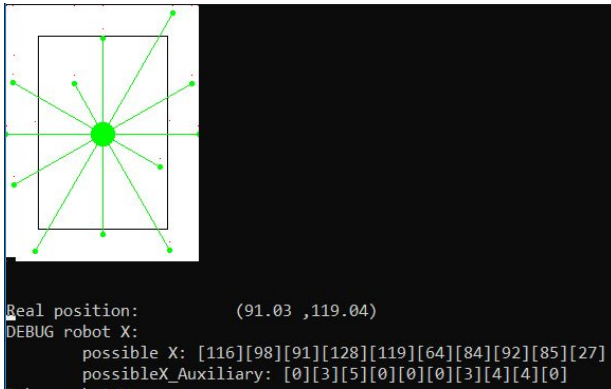 Real position: (91.03 ,119.04)
DEBUG robot X:
possible X: [116][98][91][128][119][64][84][92][85][27]
possibleX_Auxiliary: [0][3][5][0][0][0][3][4][4][0]